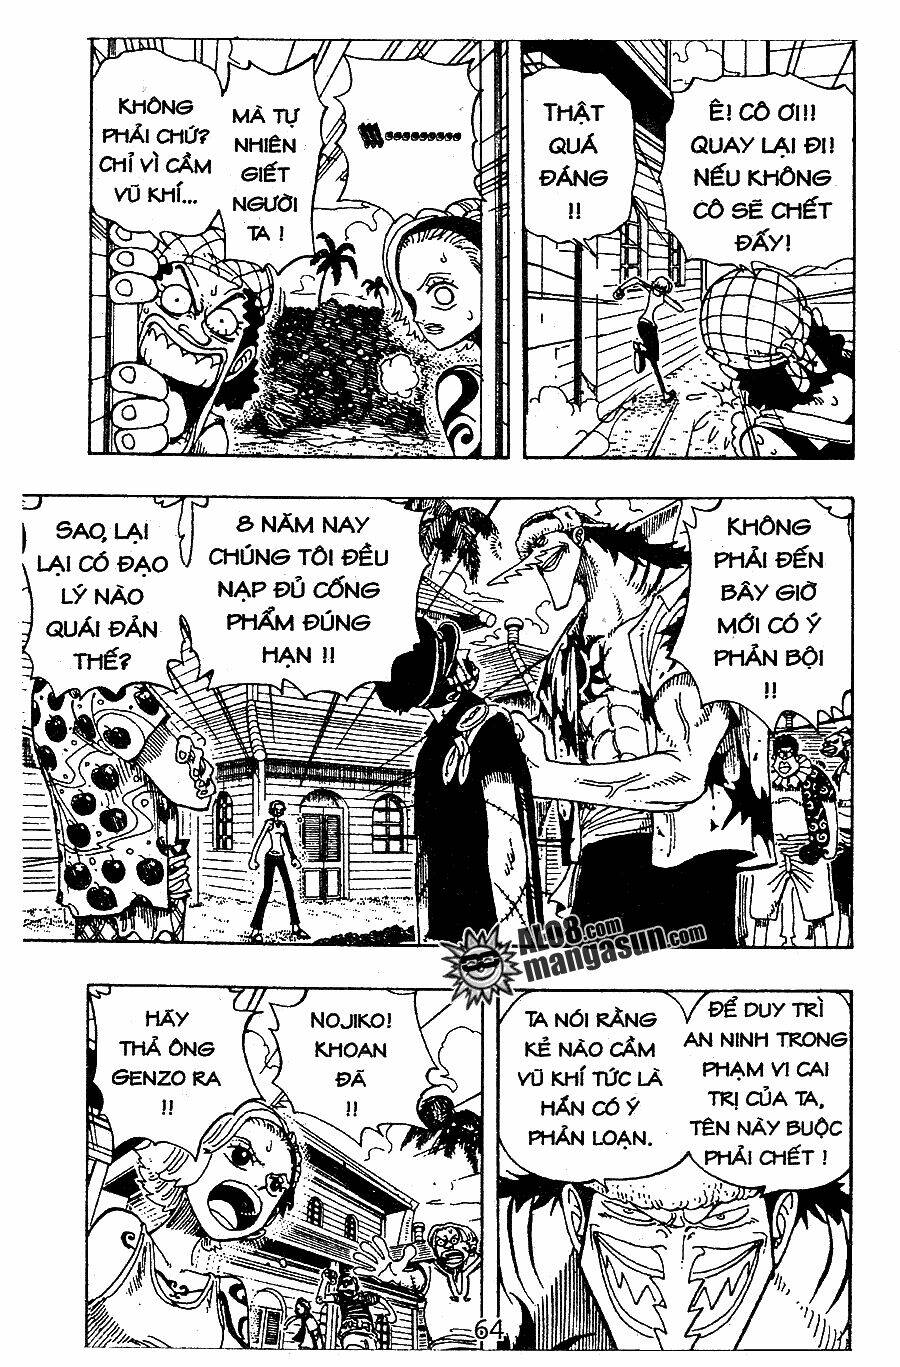 Ê! CÔ ƠI!!
QUAY LẠI ĐI!
NẾU KHÔNG
CÔ SẼ CHẾT
ĐẤY!
THẬT
QUÁ
ĐÁNG
!!
!!!..........
MÀ TỰ
NHIÊN
GIẾT
NGƯỜI
TA !
KHÔNG
PHẢI CHỨ?
CHỈ VÌ CẦM
VŨ KHÍ...
KHÔNG
PHẢI ĐẾN
BÂY GIỜ
MỚI CÓ Ý
PHẢN BỘI
!!
8 NĂM NAY
CHÚNG TÔI ĐỀU
NẠP ĐỦ CỐNG
PHẨM ĐÚNG
HẠN !!
SAO, LẠI
LẠI CÓ ĐẠO
LÝ NÀO
QUÁI ĐẢN
THẾ?
ALO8.com
mangasun.com
ĐỂ DUY TRÌ
AN NINH TRONG
PHẠM VI CAI
TRỊ CỦA TA,
TÊN NÀY BUỘC
PHẢI CHẾT !
TA NÓI RẰNG
KẺ NÀO CẦM
VŨ KHÍ TỨC LÀ
HẮN CÓ Ý
PHẢN LOẠN.
NOJIKO!
KHOAN
ĐÃ
!!
HÃY
THẢ ÔNG
GENZO RA
!!
64